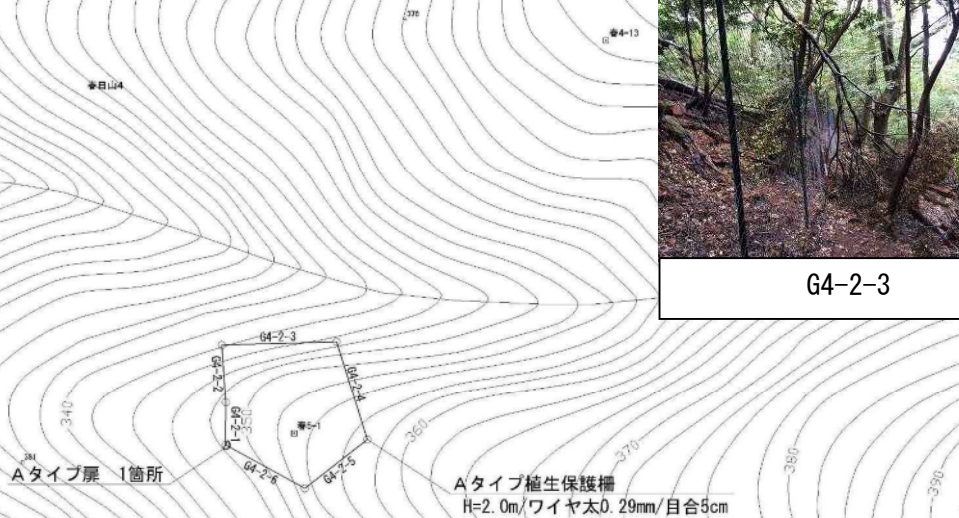 376
春4-13
春日山4
G4-2-3
G4-2-3
G4-2-2
G4-2-4
G4-2-1
350
340
春5-1
360
G4-2-5
G4-2-6
370
380
390
381
Aタイプ扉 1箇所
Aタイプ植生保護柵
H=2.0m/ワイヤ太0.29mm/目合5cm